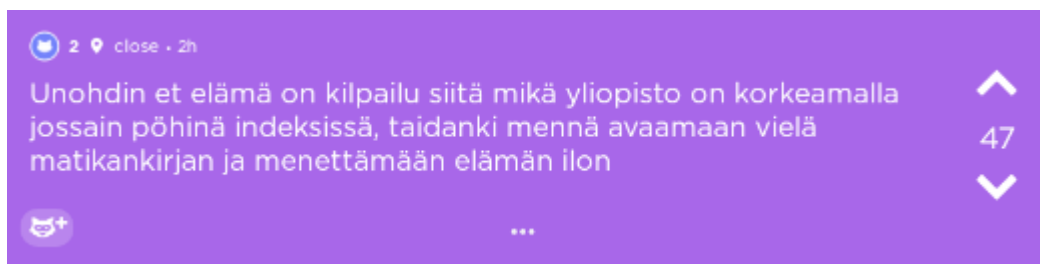 2 close • 2h
Unohdin et elämä on kilpailu siitä mikä yliopisto on korkeamalla
jossain pöhinä indeksissä, taidanki mennä avaamaan vielä
matikankirjan ja menettämään elämän ilon
47